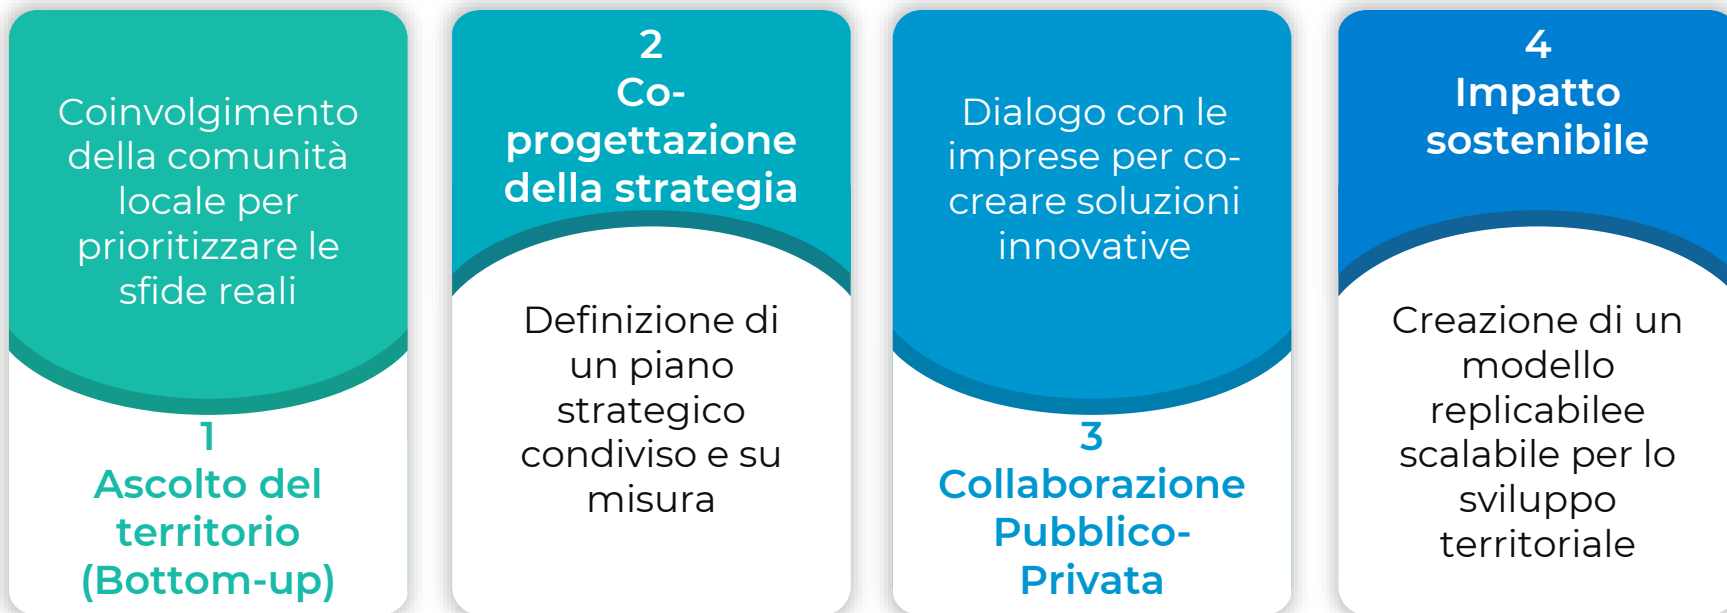 Coinvolgimento
della comunità
locale per
prioritizzare le
sfide reali
1
Ascolto del
territorio
(Bottom-up)
2
Co-
progettazione
della strategia
Definizione di
un piano
strategico
condiviso e su
misura
Dialogo con le
imprese per co-
creare soluzioni
innovative
3
Collaborazione
Pubblico-
Privata
4
Impatto
sostenibile
Creazione di un
modello
replicabilee
scalabile per lo
sviluppo
territoriale